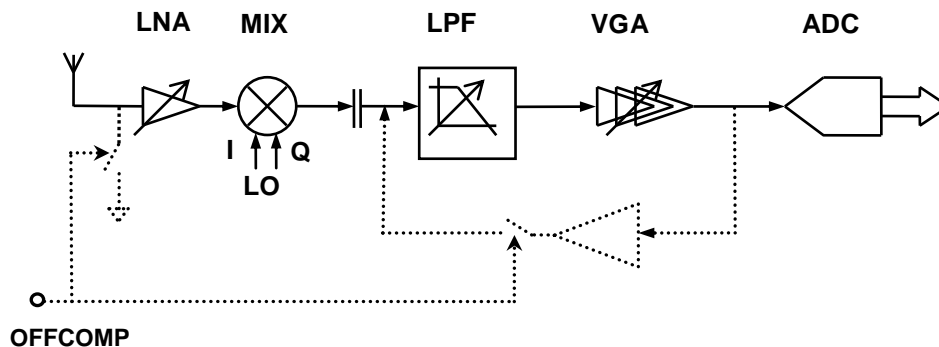 LNA MIX LPF VGA ADC
I Q
LO
OFFCOMP